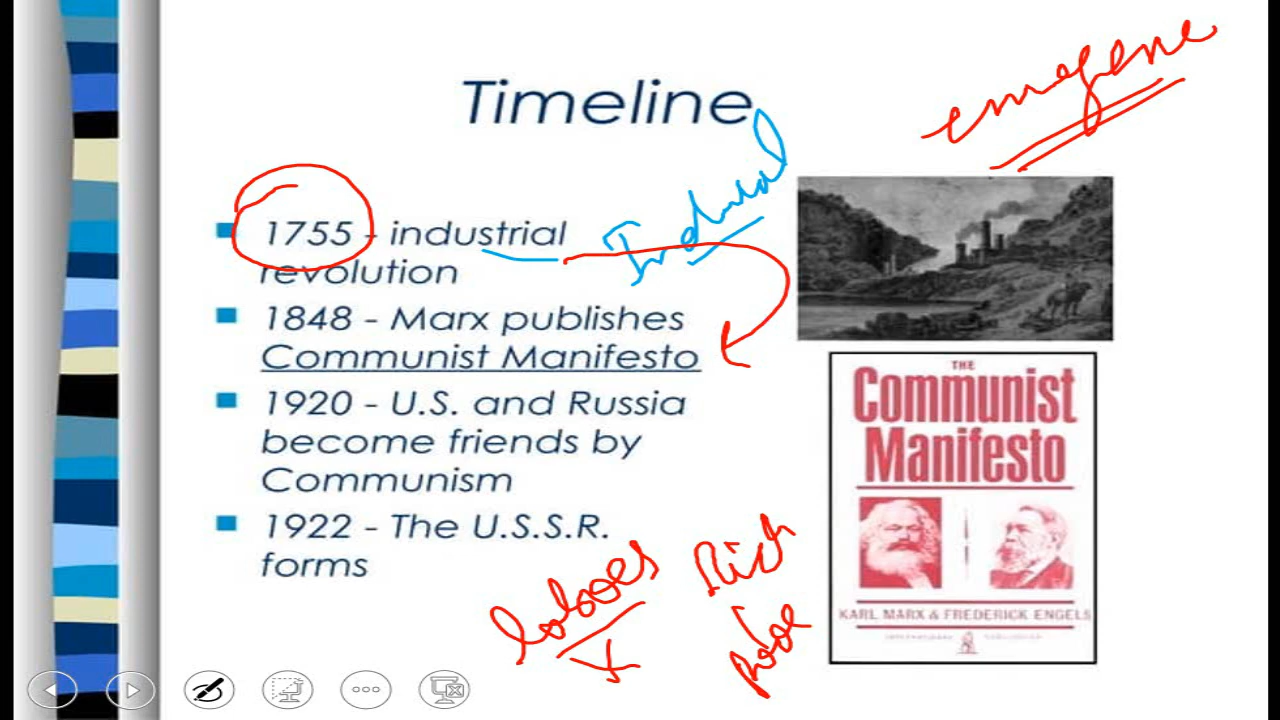 Timeline
1755 - industrial
revolution
1848 - Marx publishes
Communist Manifesto
1920 - U.S. and Russia
become friends by
Communism
1922 - The U.S.S.R.
forms
THE
Communist
Manifesto
KARL MARX & FREDERICK ENGELS
Rich